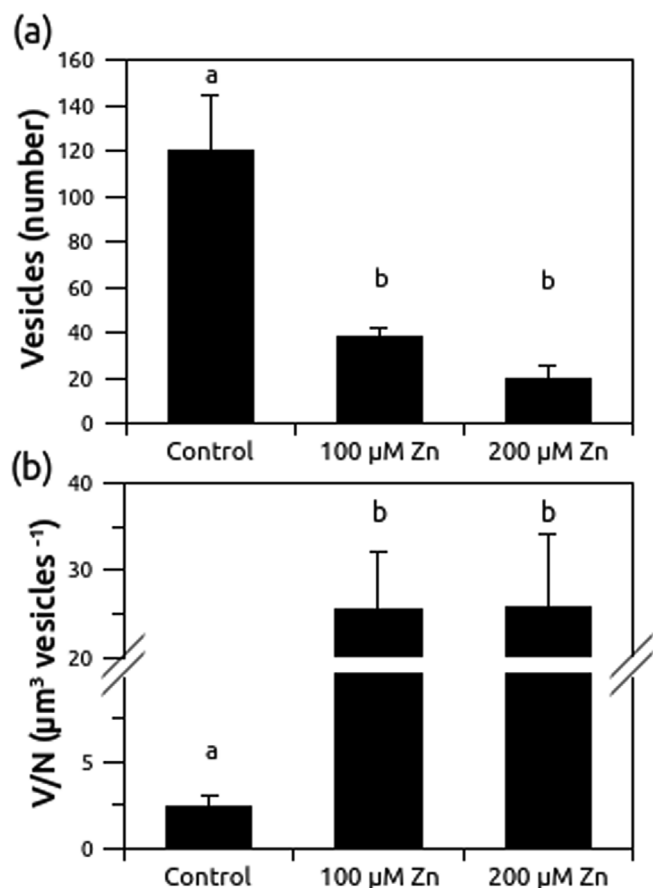 (a)
Vesicles (number)
160
140
120
100
80
60
40
20
0
a
b
b
Control
100 µM Zn
200 µM Zn
(b)
V/N (µm³ vesicles ⁻¹)
40
30
20
5
0
a
b
b
Control
100 µM Zn
200 µM Zn